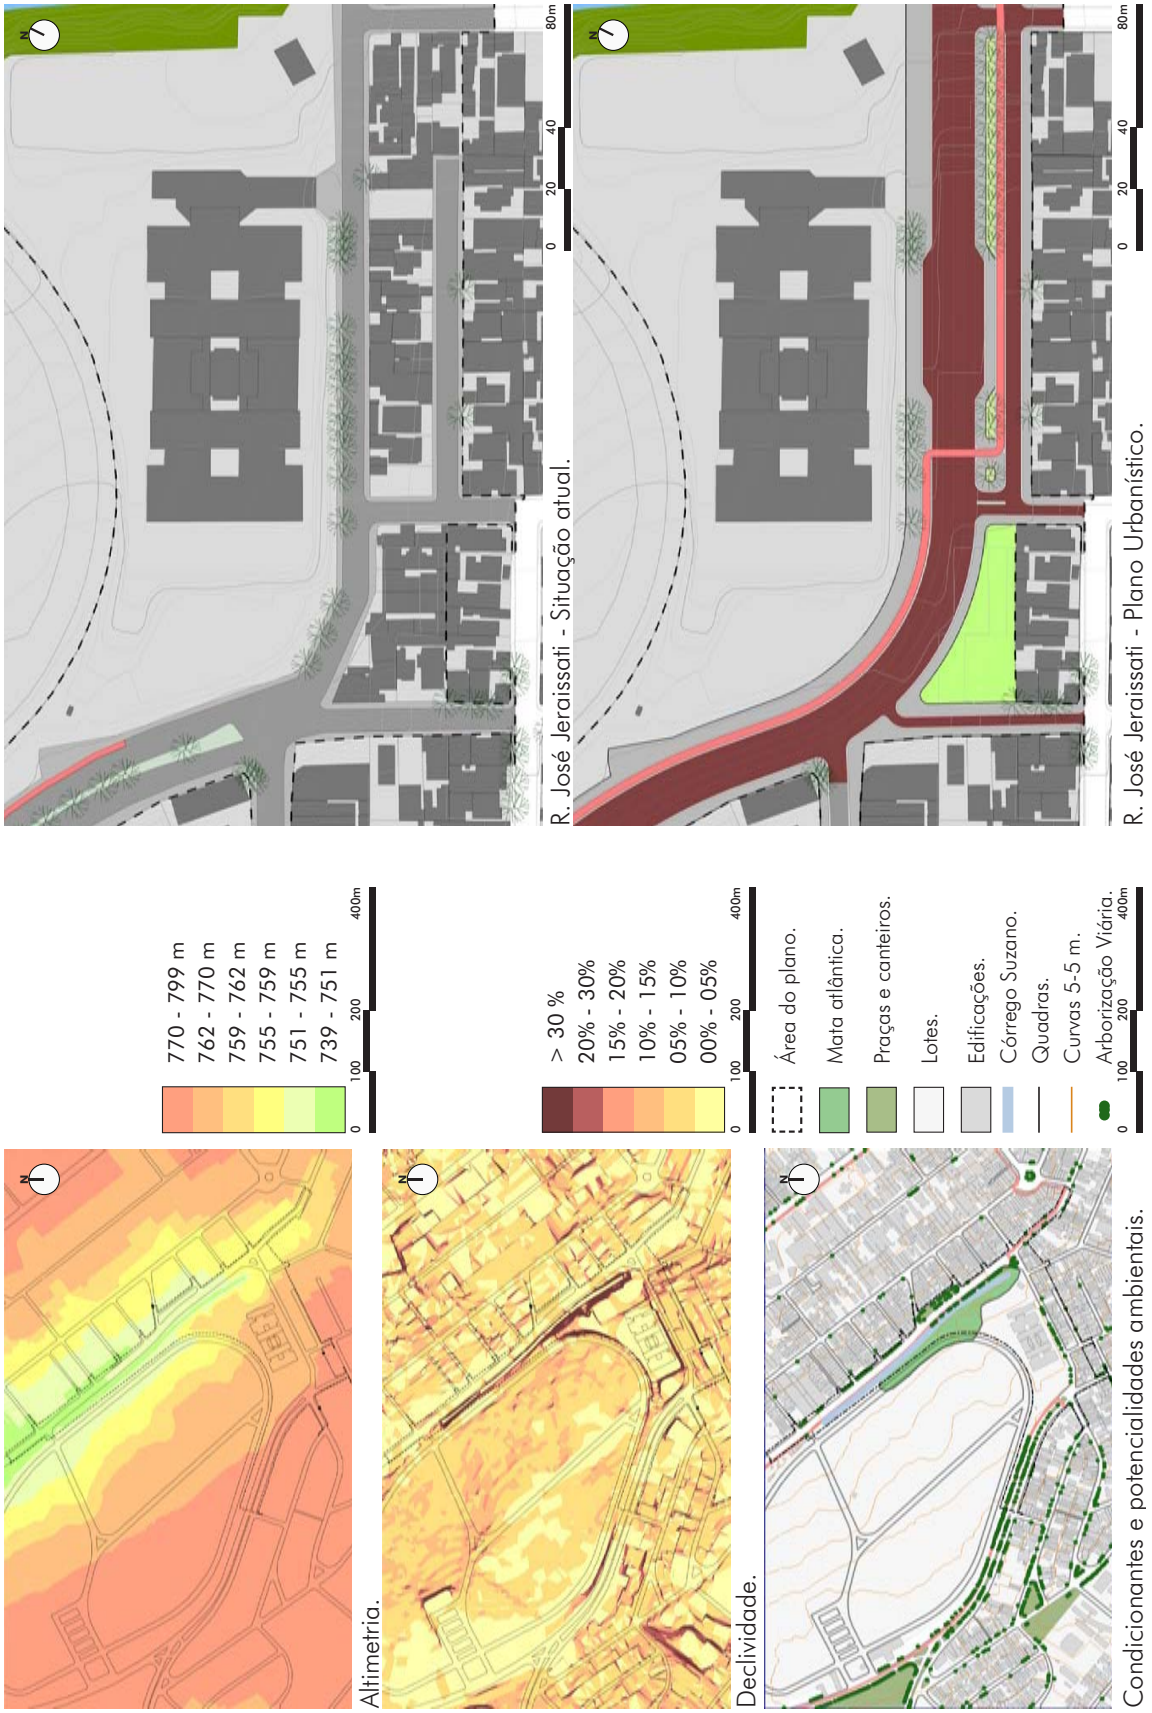 N
770 - 799 m
762 - 770 m
759 - 762 m
755 - 759 m
751 - 755 m
739 - 751 m
0 100 200 400m
Altimetria.
N
> 30 %
20% - 30%
15% - 20%
10% - 15%
05% - 10%
00% - 05%
0 100 200 400m
Declividade.
N
Área do plano.
Mata atlântica.
Praças e canteiros.
Lotes.
Edificações.
Córrego Suzano.
Quadras.
Curvas 5-5 m.
Arborização Viária.
0 100 200 400m
Condicionantes e potencialidades ambientais.
N
0 20 40 80m
R. José Jeraissati - Situação atual.
N
0 20 40 80m
R. José Jeraissati - Plano Urbanístico.